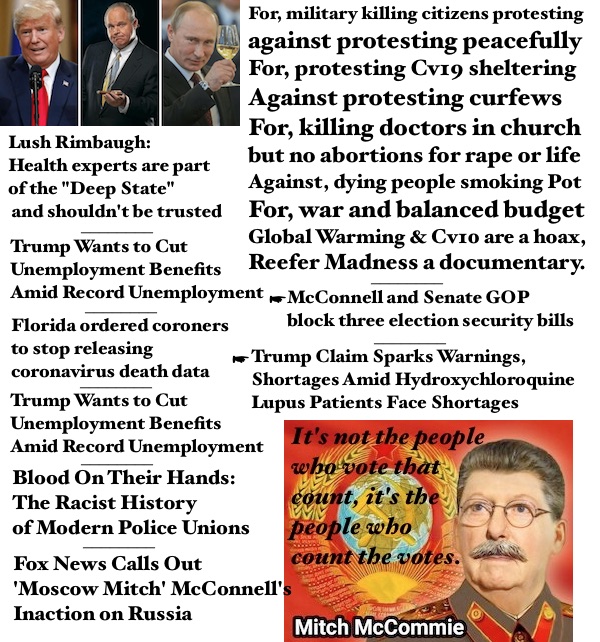 Lush Rimbaugh:
Health experts are part
of the "Deep State"
and shouldn't be trusted
Trump Wants to Cut
Unemployment Benefits
Amid Record Unemployment
Florida ordered coroners
to stop releasing
coronavirus death data
Trump Wants to Cut
Unemployment Benefits
Amid Record Unemployment
Blood On Their Hands:
The Racist History
of Modern Police Unions
Fox News Calls Out
'Moscow Mitch' McConnell's
Inaction on Russia
For, military killing citizens protesting
against protesting peacefully
For, protesting Cv19 sheltering
Against protesting curfews
For, killing doctors in church
but no abortions for rape or life
Against, dying people smoking Pot
For, war and balanced budget
Global Warming & Cv10 are a hoax,
Reefer Madness a documentary.
☛ McConnell and Senate GOP
block three election security bills
☛ Trump Claim Sparks Warnings,
Shortages Amid Hydroxychloroquine
Lupus Patients Face Shortages
It's not the people
who vote that
count, it's the
people who
count the votes.
Mitch McCommie